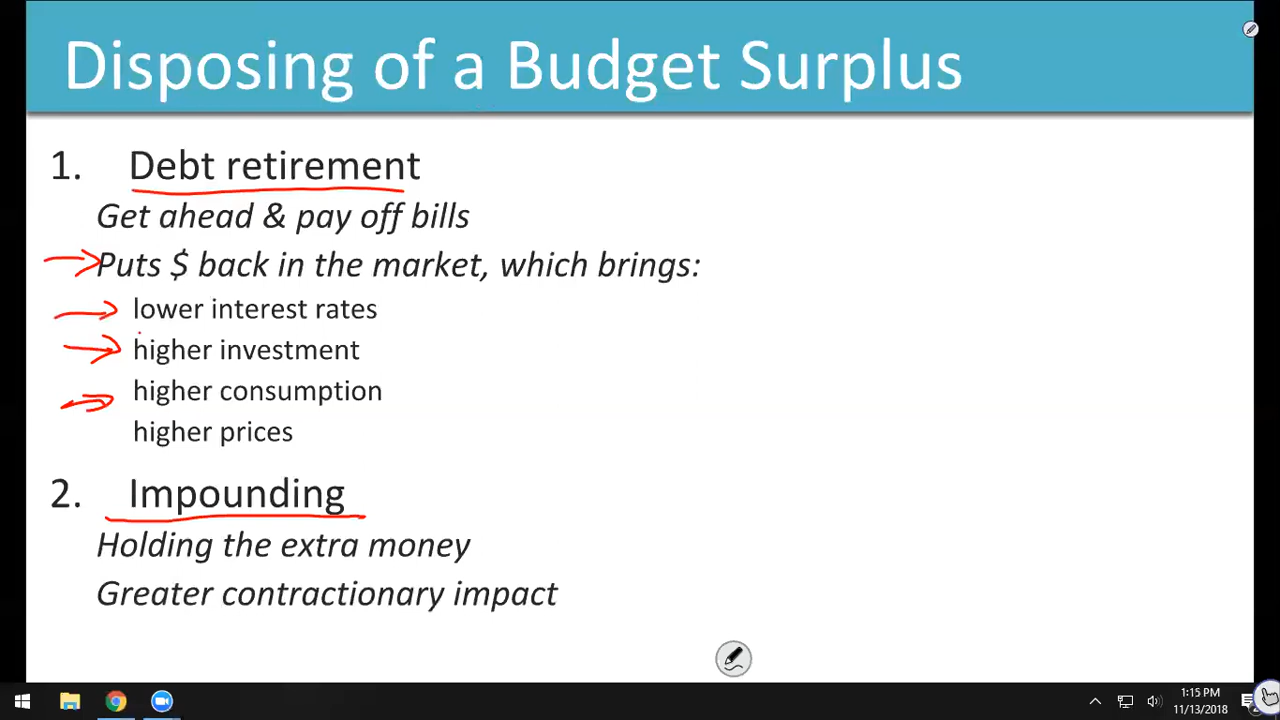 Disposing of a Budget Surplus
1. Debt retirement
Get ahead & pay off bills
Puts $ back in the market, which brings:
lower interest rates
higher investment
higher consumption
higher prices
2. Impounding
Holding the extra money
Greater contractionary impact
1:15 PM
11/13/2018